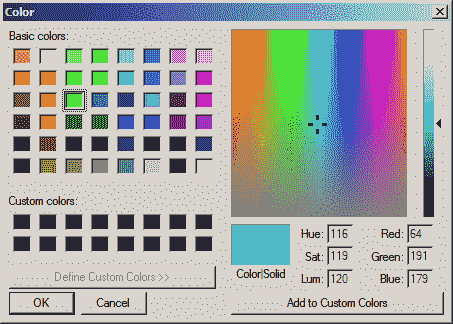 Color
Basic colors:
Custom colors:
Define Custom Colors >>
OK Cancel
Color|Solid
Hue: 116 Red: 64
Sat: 119 Green: 191
Lum: 120 Blue: 179
Add to Custom Colors